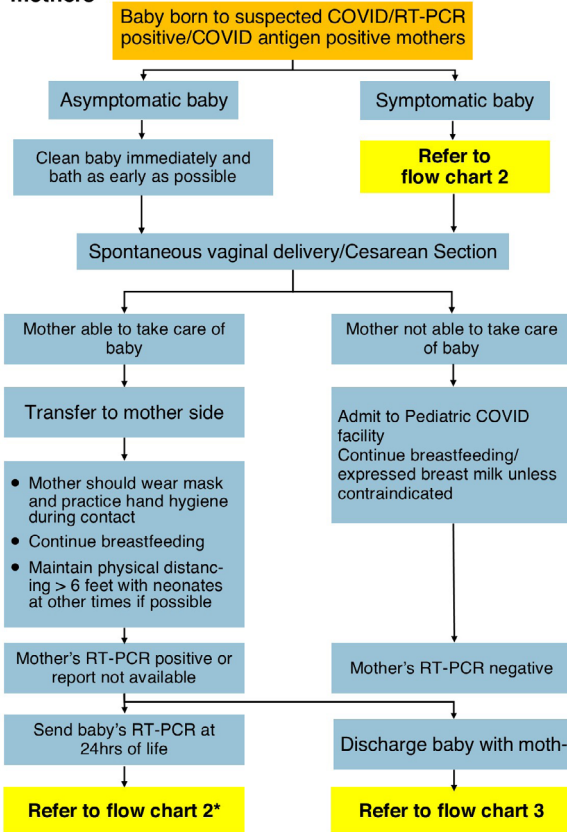 Mothers
Baby born to suspected COVID/RT-PCR
positive/COVID antigen positive mothers
Asymptomatic baby
Symptomatic baby
Clean baby immediately and
bath as early as possible
Refer to
flow chart 2
Spontaneous vaginal delivery/Cesarean Section
Mother able to take care of
baby
Mother not able to take care
of baby
Transfer to mother side
Admit to Pediatric COVID
facility
Continue breastfeeding/
expressed breast milk unless
contraindicated
• Mother should wear mask
and practice hand hygiene
during contact
• Continue breastfeeding
• Maintain physical distanc-
ing > 6 feet with neonates
at other times if possible
Mother's RT-PCR positive or
report not available
Mother's RT-PCR negative
Send baby's RT-PCR at
24hrs of life
Discharge baby with moth-
Refer to flow chart 2*
Refer to flow chart 3